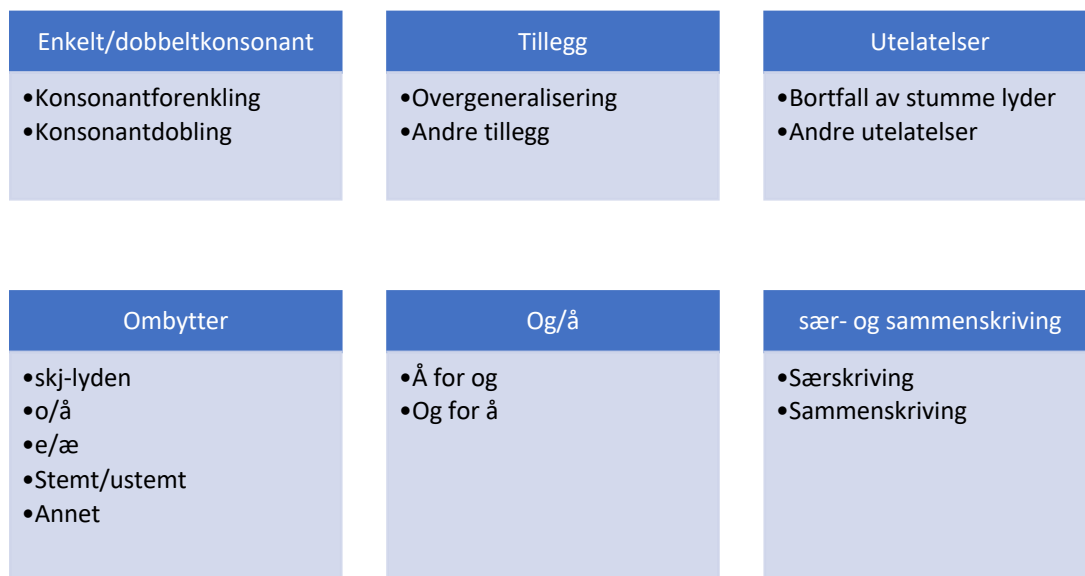 Enkelt/dobbeltkonsonant
•Konsonantforenkling
•Konsonantdobling
Tillegg
•Overgeneralisering
•Andre tillegg
Utelatelser
•Bortfall av stumme lyder
•Andre utelatelser
Ombytter
•skj-lyden
•o/å
•e/æ
•Stemt/ustemt
•Annet
Og/å
•Å for og
•Og for å
sær- og sammenskriving
•Særskriving
•Sammenskriving